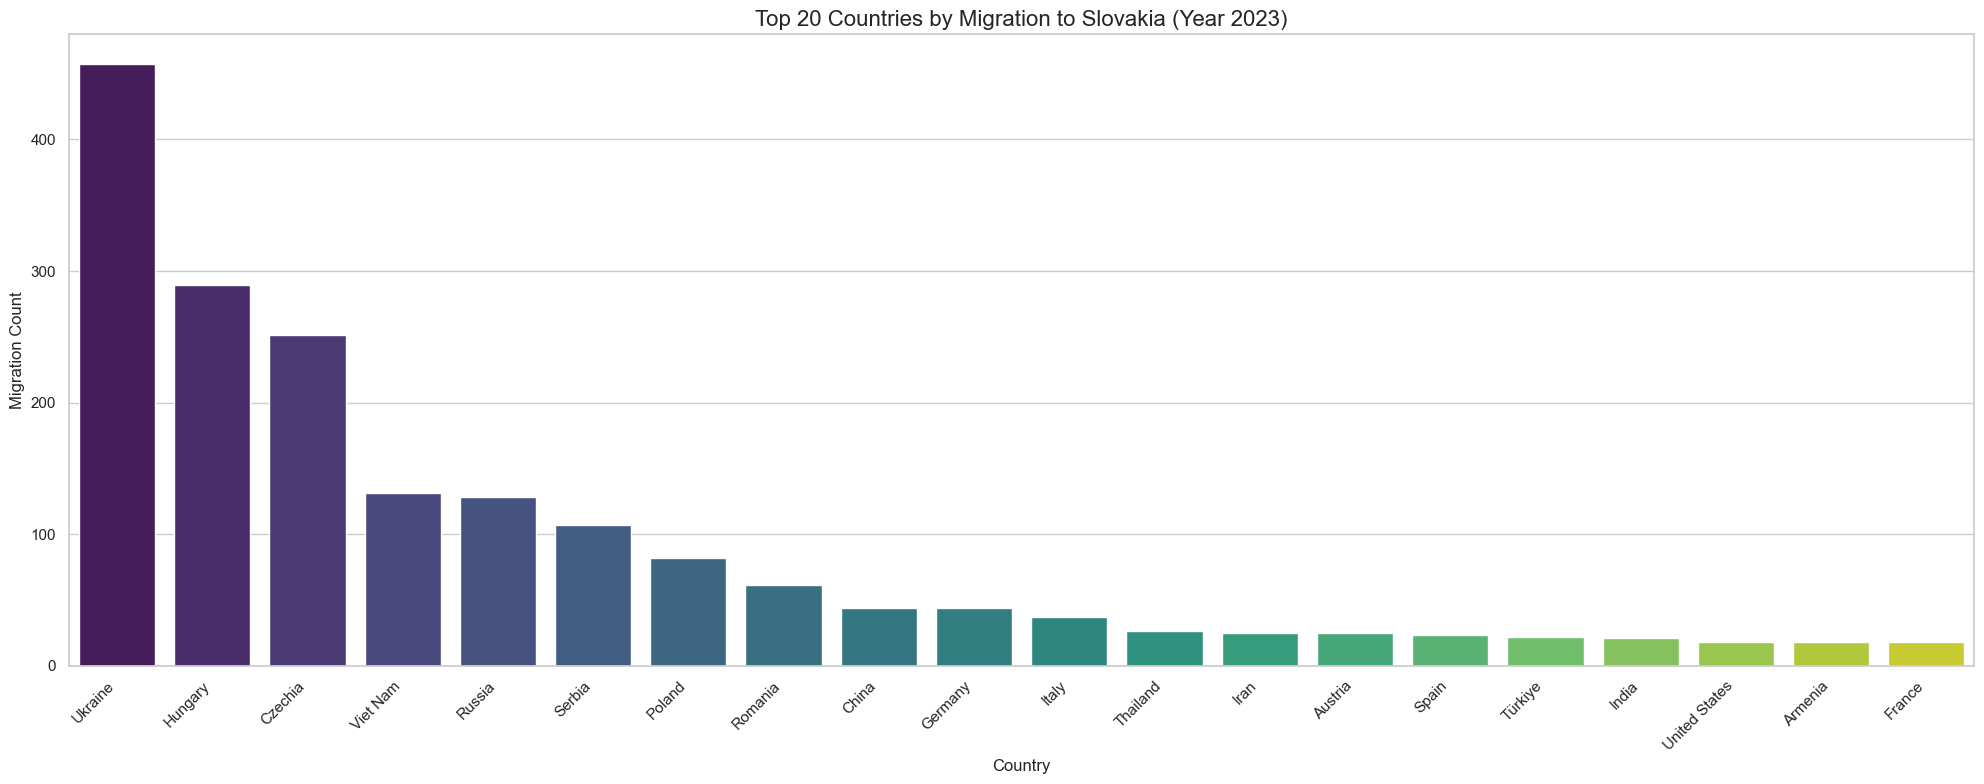 Top 20 Countries by Migration to Slovakia (Year 2023)
Migration Count
400
300
200
100
0
Ukraine
Hungary
Czechia
Viet Nam
Russia
Serbia
Poland
Romania
China
Germany
Italy
Thailand
Iran
Austria
Spain
Türkiye
India
United States
Armenia
France
Country